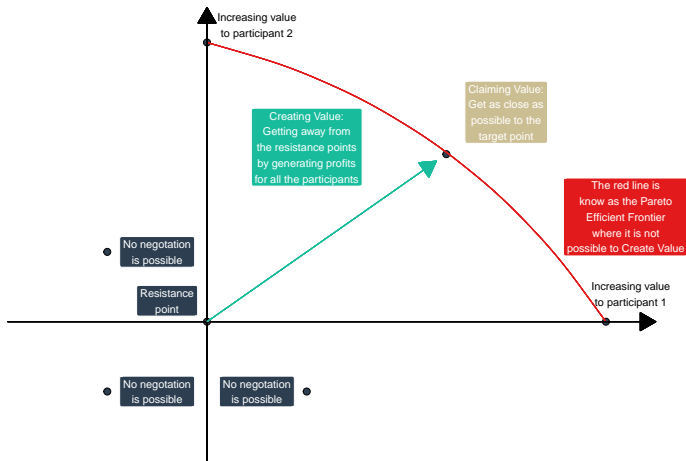 Increasing value
to participant 2
Claiming Value:
Get as close as
possible to the
target point
Creating Value:
Getting away from
the resistance points
by generating profits
for all the participants
The red line is
know as the Pareto
Efficient Frontier
where it is not
possible to Create Value
No negotation
is possible
Resistance
point
Increasing value
to participant 1
No negotation
is possible
No negotation
is possible